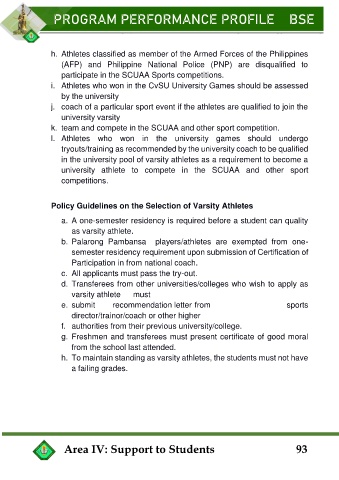 PROGRAM PERFORMANCE PROFILE BSE
h. Athletes classified as member of the Armed Forces of the Philippines
(AFP) and Philippine National Police (PNP) are disqualified to
participate in the SCUAA Sports competitions.
i. Athletes who won in the CvSU University Games should be assessed
by the university
j. coach of a particular sport event if the athletes are qualified to join the
university varsity
k. team and compete in the SCUAA and other sport competition.
l. Athletes who won in the university games should undergo
tryouts/training as recommended by the university coach to be qualified
in the university pool of varsity athletes as a requirement to become a
university athlete to compete in the SCUAA and other sport
competitions.
Policy Guidelines on the Selection of Varsity Athletes
a. A one-semester residency is required before a student can quality
as varsity athlete.
b. Palarong Pambansa players/athletes are exempted from one-
semester residency requirement upon submission of Certification of
Participation in from national coach.
c. All applicants must pass the try-out.
d. Transferees from other universities/colleges who wish to apply as
varsity athlete must
e. submit recommendation letter from sports
director/trainor/coach or other higher
f. authorities from their previous university/college.
g. Freshmen and transferees must present certificate of good moral
from the school last attended.
h. To maintain standing as varsity athletes, the students must not have
a failing grades.
Area IV: Support to Students 93